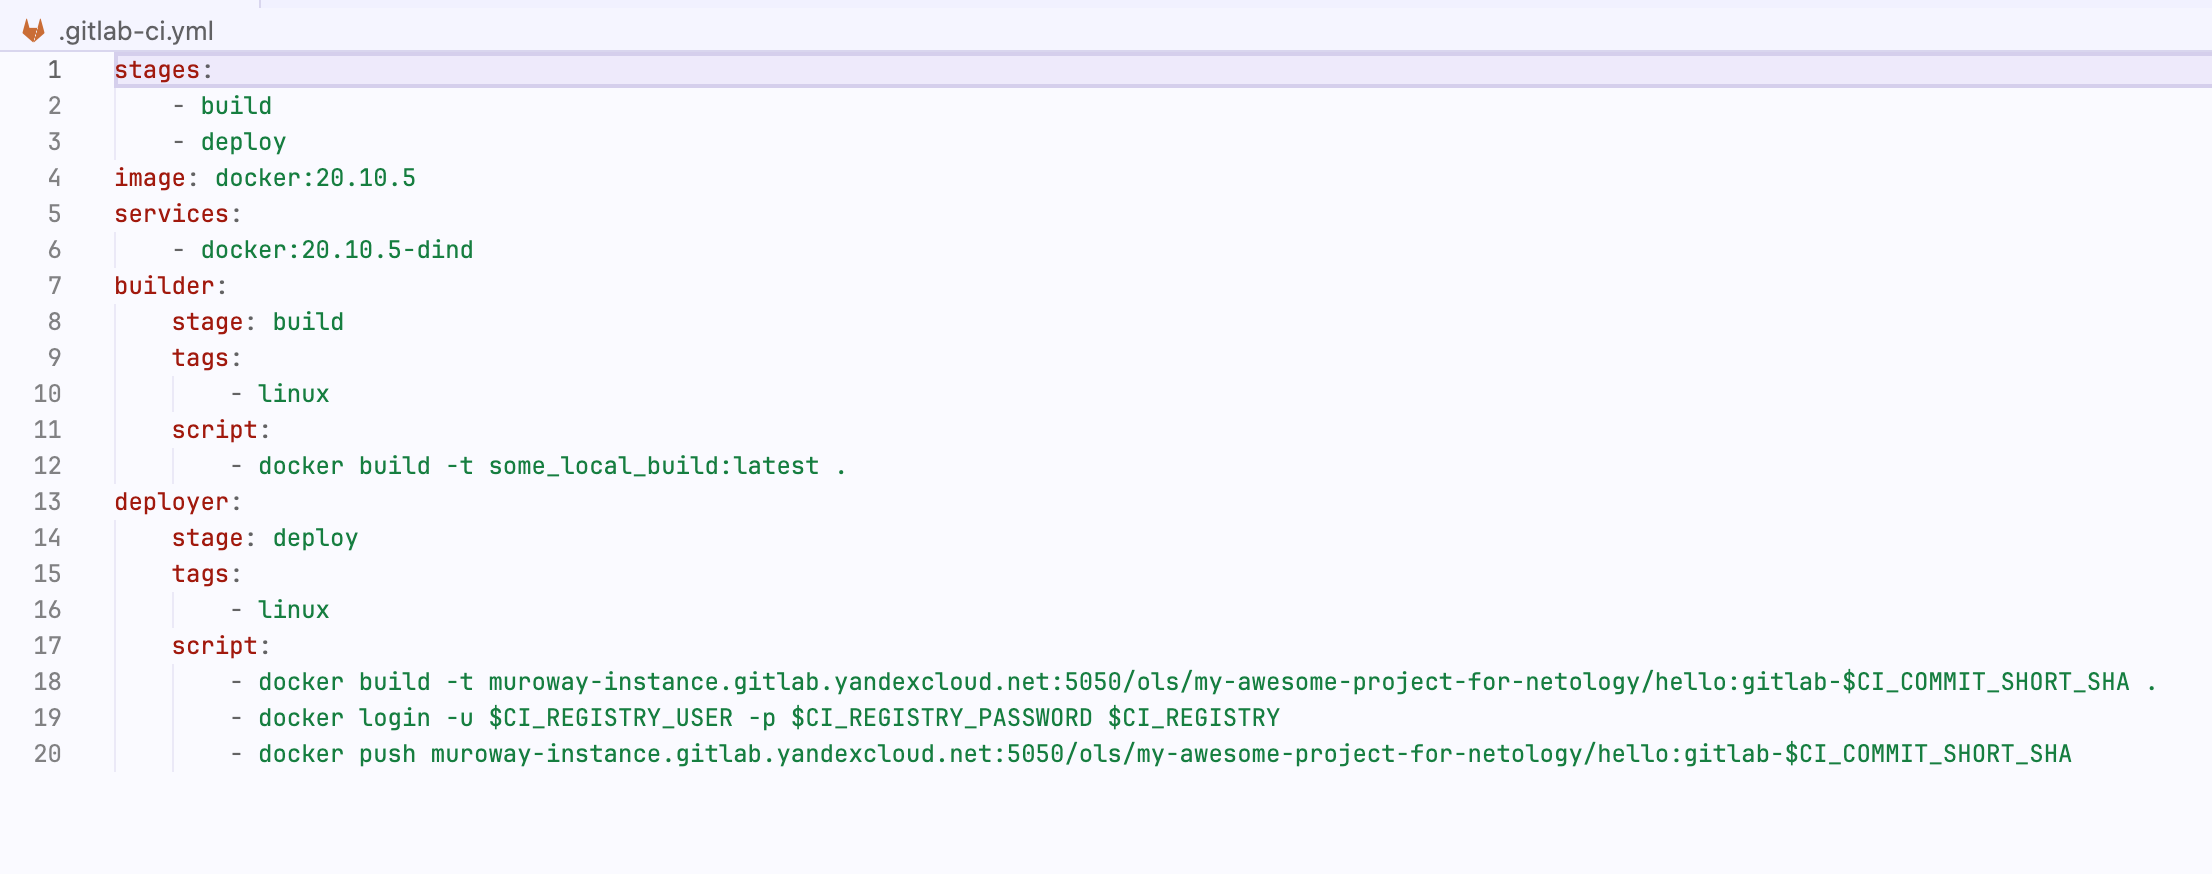 .gitlab-ci.yml
1 stages:
2     - build
3     - deploy
4 image: docker:20.10.5
5 services:
6     - docker:20.10.5-dind
7 builder:
8     stage: build
9     tags:
10         - linux
11     script:
12         - docker build -t some_local_build:latest .
13 deployer:
14     stage: deploy
15     tags:
16         - linux
17     script:
18         - docker build -t muroway-instance.gitlab.yandexcloud.net:5050/ols/my-awesome-project-for-netology/hello:gitlab-$CI_COMMIT_SHORT_SHA .
19         - docker login -u $CI_REGISTRY_USER -p $CI_REGISTRY_PASSWORD $CI_REGISTRY
20         - docker push muroway-instance.gitlab.yandexcloud.net:5050/ols/my-awesome-project-for-netology/hello:gitlab-$CI_COMMIT_SHORT_SHA